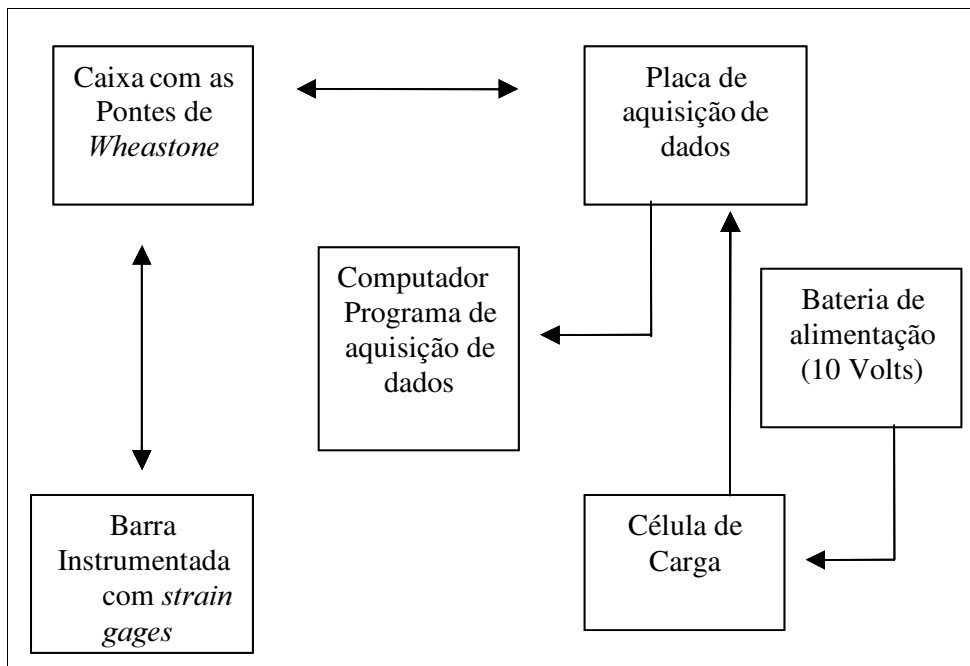 Caixa com as
Pontes de
Wheastone
Placa de
aquisição de
dados
Computador
Programa de
aquisição de
dados
Bateria de
alimentação
(10 Volts)
Barra
Instrumentada
com strain
gages
Célula de
Carga